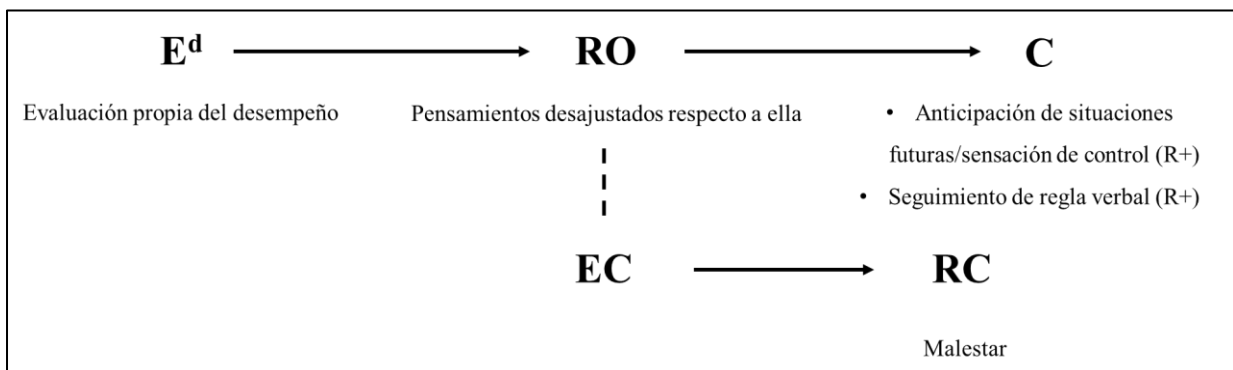 E^d RO C
Evaluación propia del desempeño Pensamientos desajustados respecto a ella • Anticipación de situaciones
futuras/sensación de control (R+)
• Seguimiento de regla verbal (R+)
EC RC
Malestar